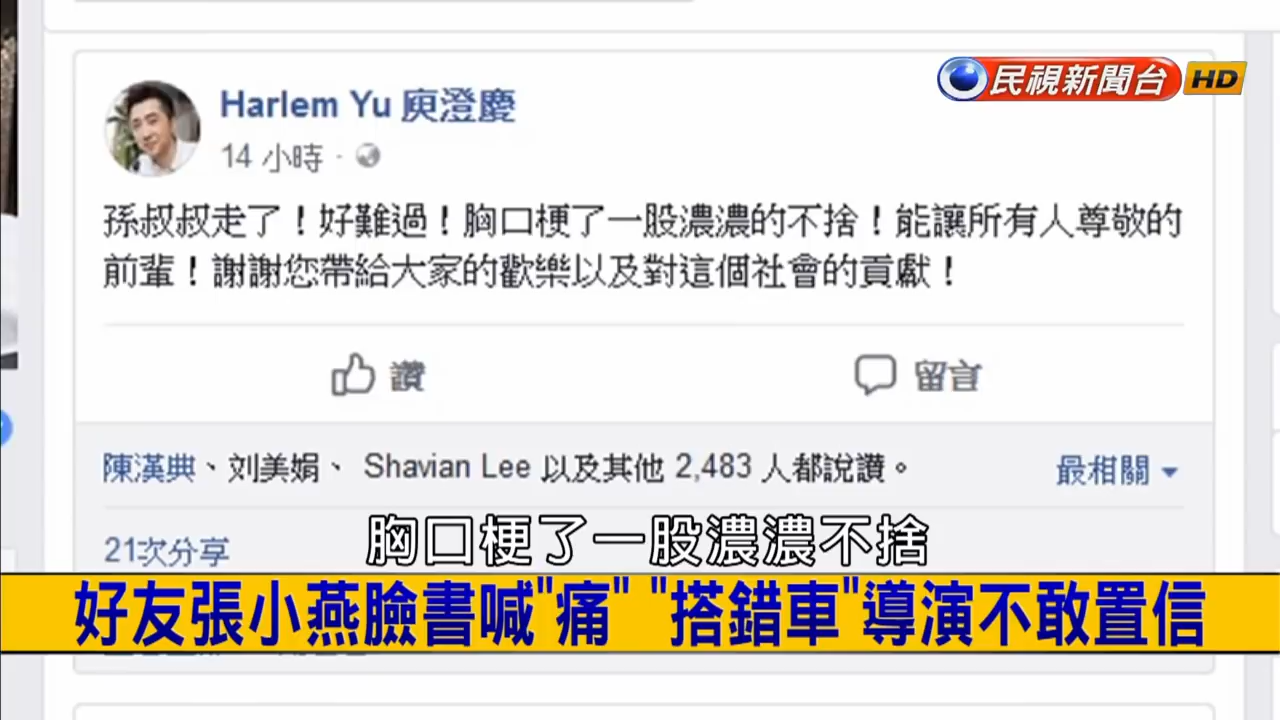 民視新聞台 HD
Harlem Yu 庾澄慶
14 小時 ·
孫叔叔走了！好難過！胸口梗了一股濃濃的不捨！能讓所有人尊敬的
前輩！謝謝您帶給大家的歡樂以及對這個社會的貢獻！
讚 留言
陳漢典、刘美娟、 Shavian Lee 以及其他 2,483 人都說讚。 最相關
21次分享
胸口梗了一股濃濃不捨
好友張小燕臉書喊"痛" "搭錯車"導演不敢置信